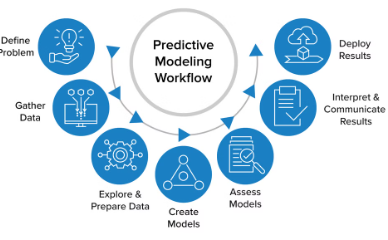 Predictive
Modeling
Workflow
Define
Problem
Gather
Data
Explore &
Prepare Data
Create
Models
Assess
Models
Interpret &
Communicate
Results
Deploy
Results